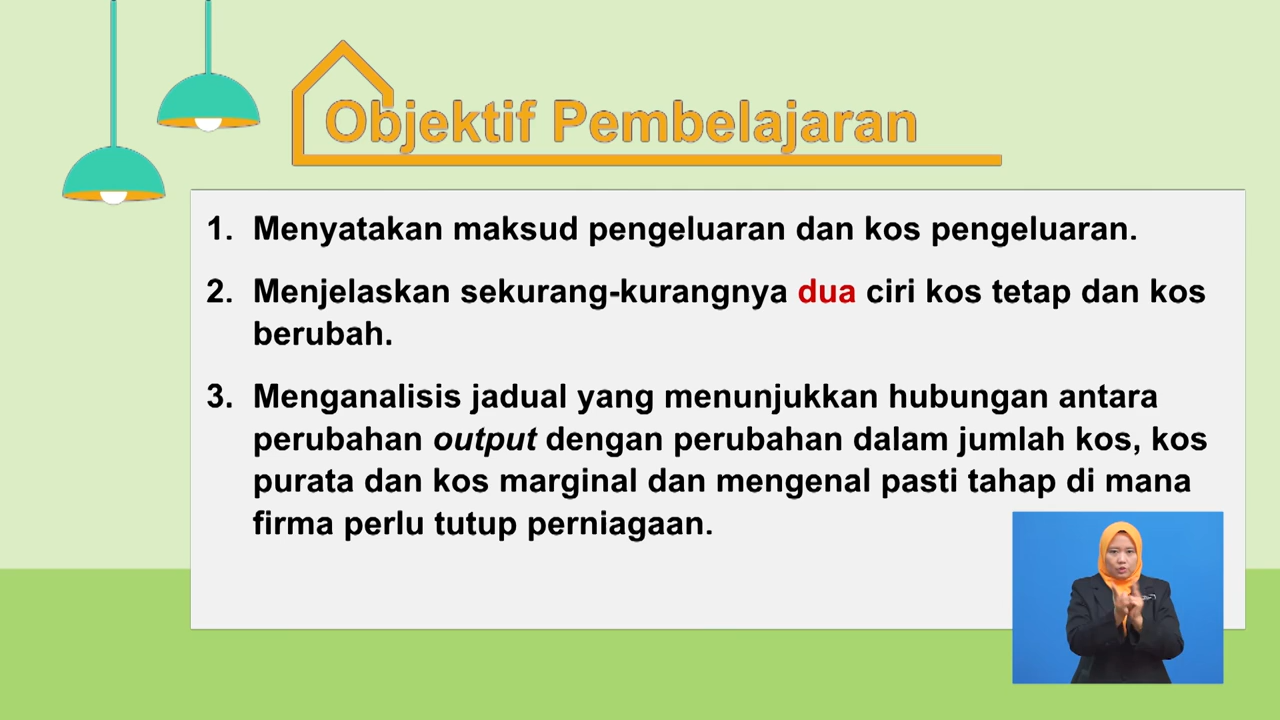 Objektif Pembelajaran
1. Menyatakan maksud pengeluaran dan kos pengeluaran.
2. Menjelaskan sekurang-kurangnya dua ciri kos tetap dan kos
berubah.
3. Menganalisis jadual yang menunjukkan hubungan antara
perubahan output dengan perubahan dalam jumlah kos, kos
purata dan kos marginal dan mengenal pasti tahap di mana
firma perlu tutup perniagaan.